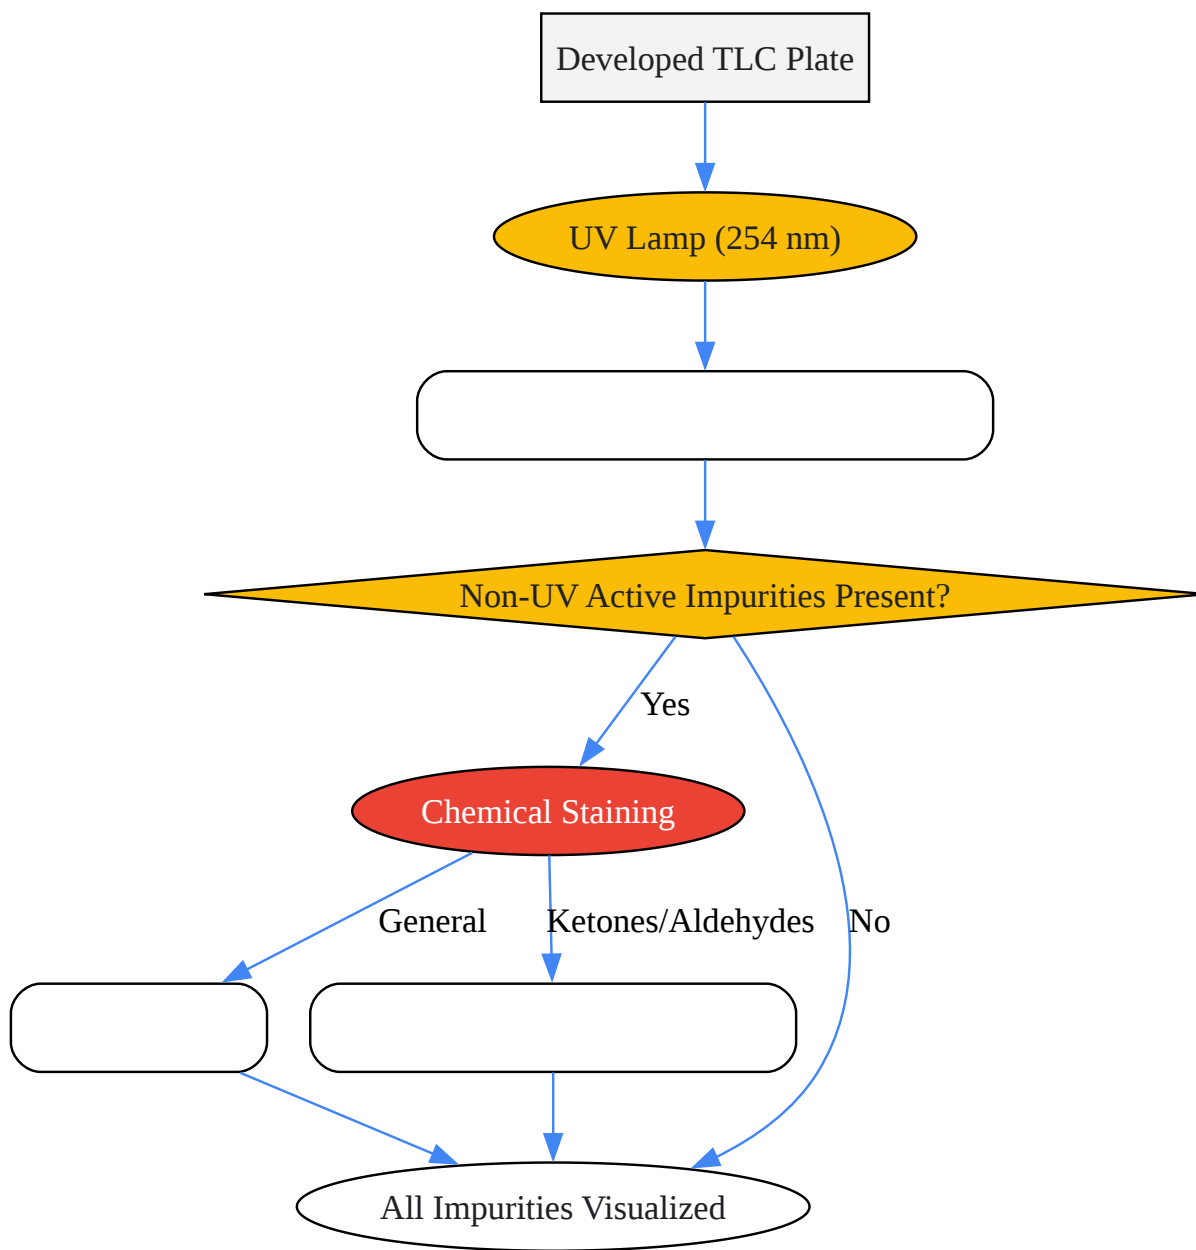 Developed TLC Plate
UV Lamp (254 nm)
Non-UV Active Impurities Present?
Yes
Chemical Staining
General
Ketones/Aldehydes
No
All Impurities Visualized